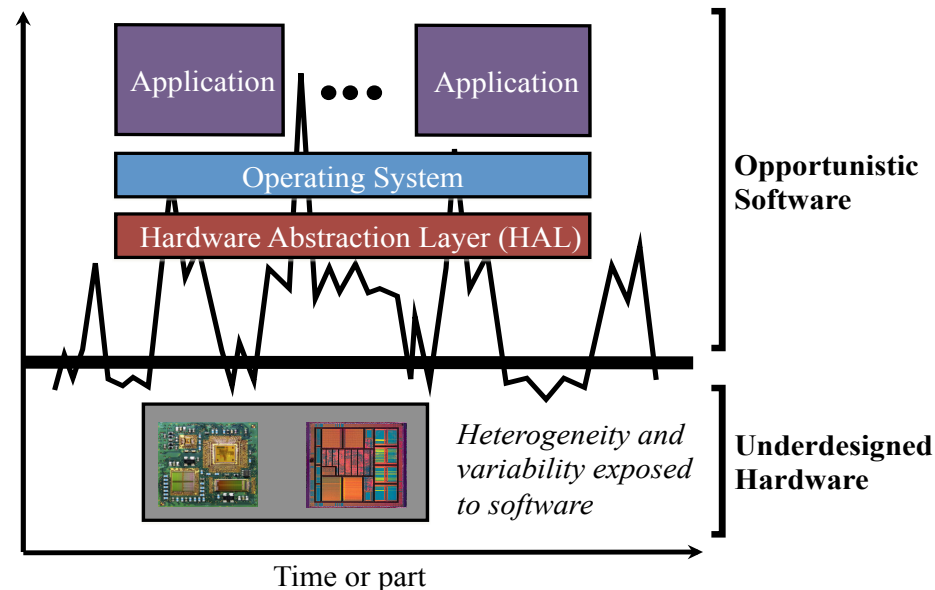 Application
Application
Operating System
Hardware Abstraction Layer (HAL)
Opportunistic
Software
Heterogeneity and
variability exposed
to software
Underdesigned
Hardware
Time or part